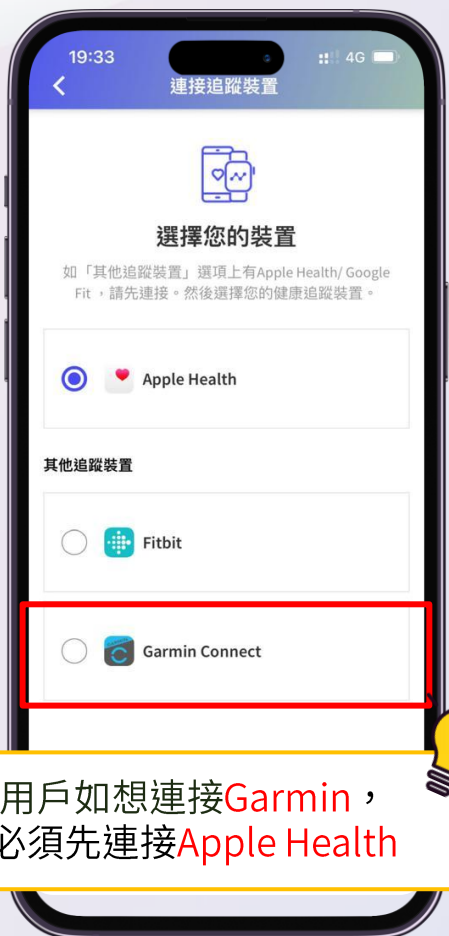 19:33
4G
連接追蹤裝置
選擇您的裝置
如「其他追蹤裝置」選項上有Apple Health/ Google
Fit ，請先連接。然後選擇您的健康追蹤裝置。
Apple Health
其他追蹤裝置
Fitbit
Garmin Connect
用戶如想連接Garmin，
必須先連接Apple Health